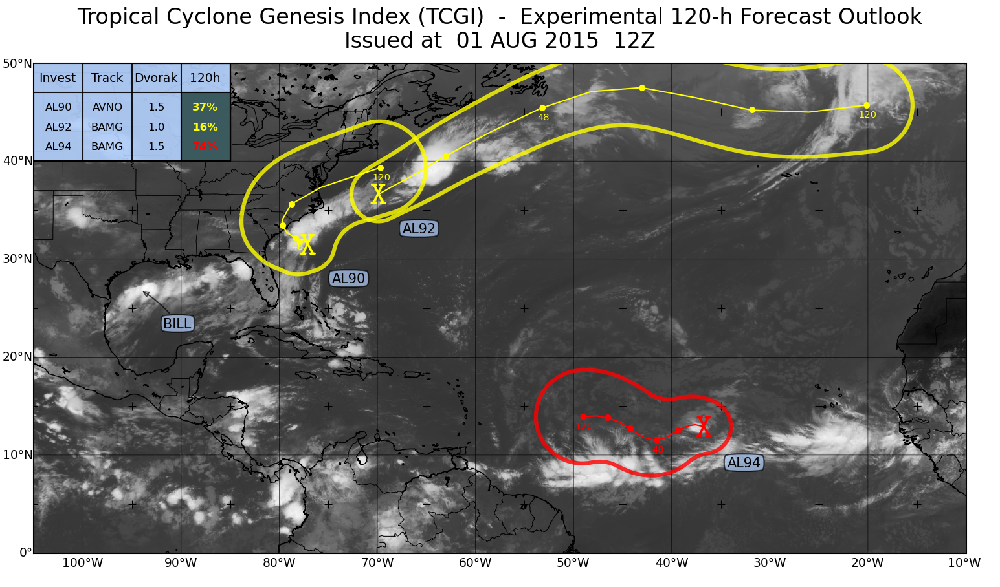 Tropical Cyclone Genesis Index (TCGI)  -  Experimental 120-h Forecast Outlook
Issued at  01 AUG 2015  12Z
50°N
Invest Track Dvorak 120h
AL90 AVNO 1.5 37%
AL92 BAMG 1.0 16%
AL94 BAMG 1.5 74%
48
120
40°N
120
X
AL92
X
48
30°N
AL90
BILL
20°N
X
120
48
10°N
AL94
0°
100°W 90°W 80°W 70°W 60°W 50°W 40°W 30°W 20°W 10°W